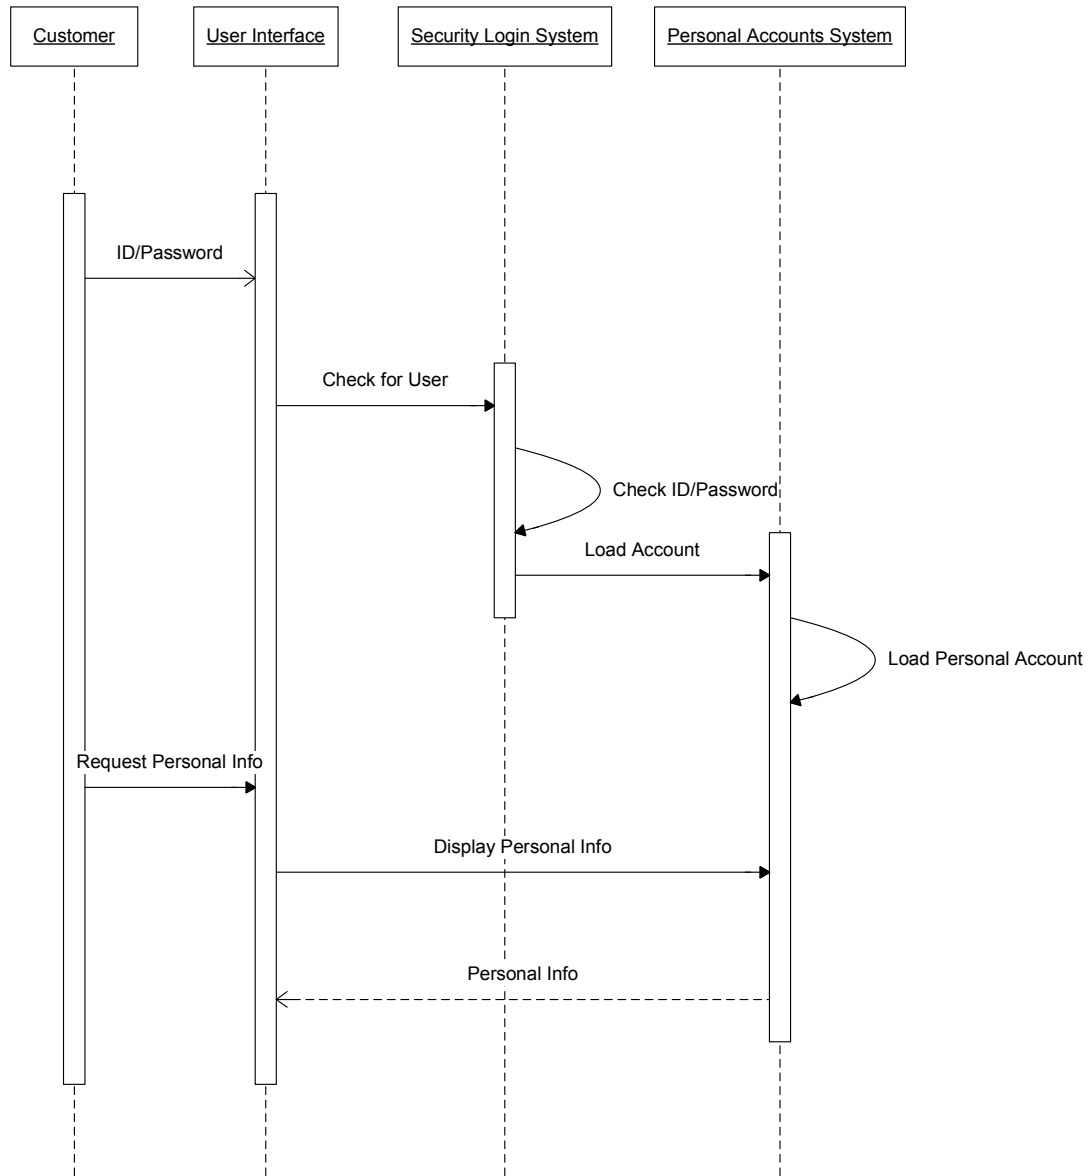 Customer
User Interface
Security Login System
Personal Accounts System
ID/Password
Check for User
Check ID/Password
Load Account
Load Personal Account
Request Personal Info
Display Personal Info
Personal Info